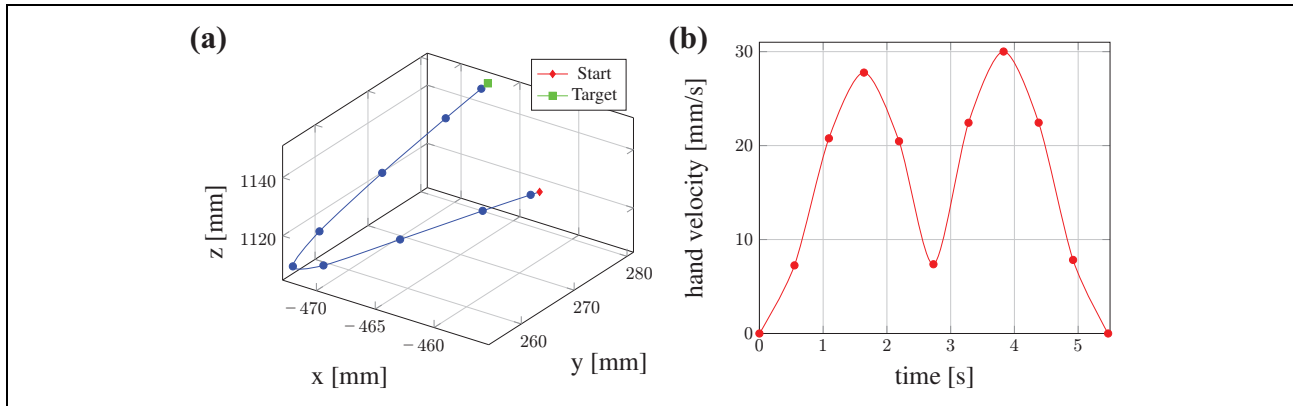 (a)
Start
Target
1140
1120
z [mm]
−470
−465
−460
x [mm]
260
270
280
y [mm]
(b)
30
20
10
0
hand velocity [mm/s]
0 1 2 3 4 5
time [s]